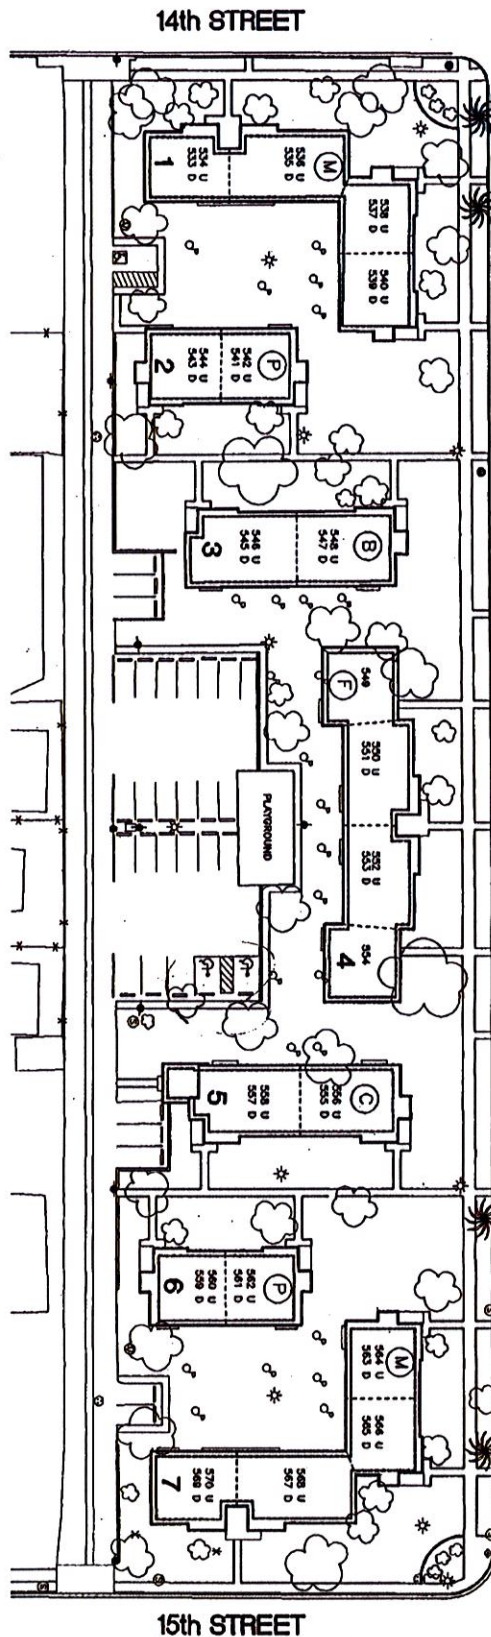 14th STREET
1
534 U
533 D
536 U
535 D
M
538 U
537 D
540 U
539 D
2
544 U
543 D
542 U
541 D
P
3
546 U
545 D
548 U
547 D
B
F
549
550 U
551 D
552 U
553 D
554
4
PLAYGROUND
5
558 U
557 D
556 U
555 D
C
6
560 U
559 D
562 U
561 D
P
M
564 U
563 D
566 U
565 D
7
570 U
569 D
568 U
567 D
15th STREET